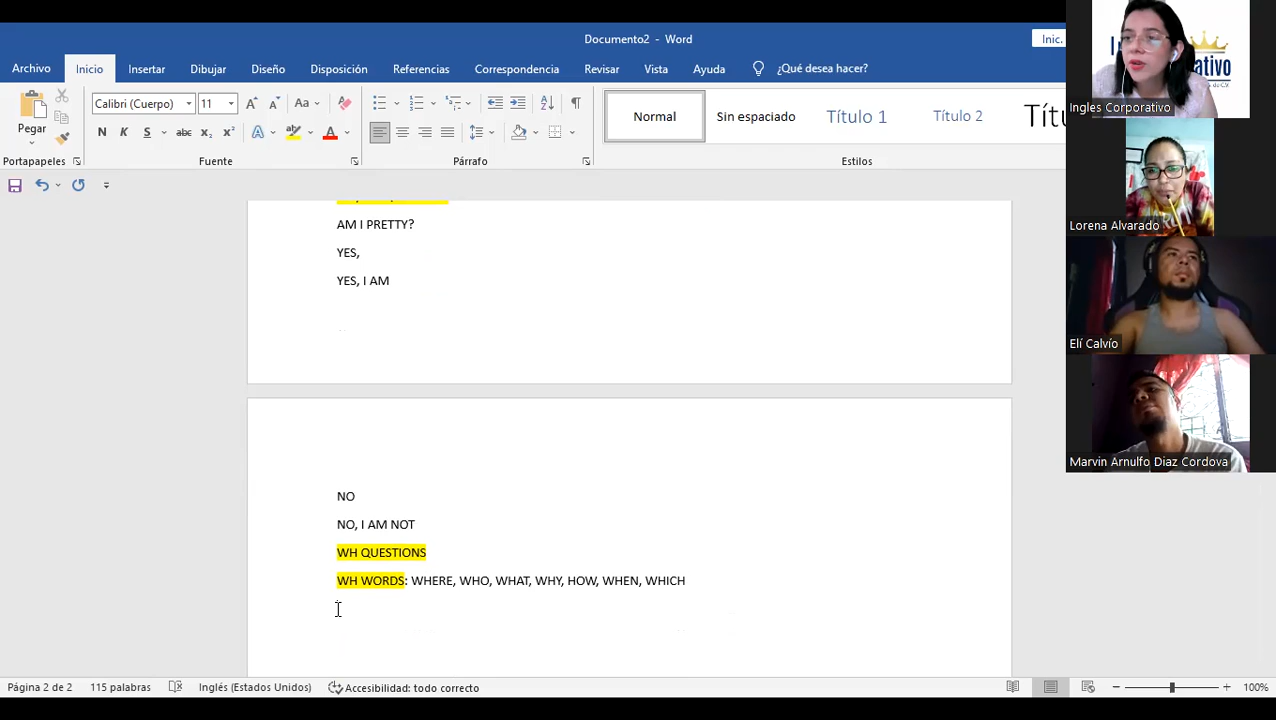 Documento2 - Word
Inic.
Archivo Inicio Insertar Dibujar Diseño Disposición Referencias Correspondencia Revisar Vista Ayuda ¿Qué desea hacer?
Pegar
Calibri (Cuerpo) 11
Normal
Sin espaciado
Título 1
Título 2
Portapapeles
Fuente
Párrafo
Estilos
AM I PRETTY?
YES,
YES, I AM
NO
NO, I AM NOT
WH QUESTIONS
WH WORDS: WHERE, WHO, WHAT, WHY, HOW, WHEN, WHICH
Página 2 de 2 115 palabras Inglés (Estados Unidos) Accesibilidad: todo correcto 100%
Ingles Corporativo
Lorena Alvarado
Elí Calvío
Marvin Arnulfo Diaz Cordova